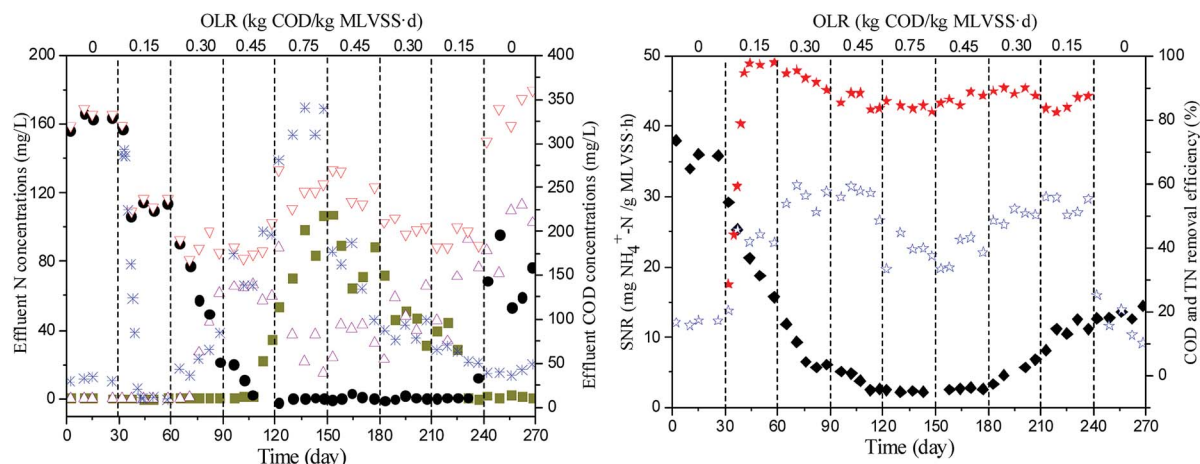 OLR (kg COD/kg MLVSS·d)
0 0.15 0.30 0.45 0.75 0.45 0.30 0.15 0
200 160 120 80 40 0
Effluent N concentrations (mg/L)
400 350 300 250 200 150 100 50 0
Effluent COD concentrations (mg/L)
0 30 60 90 120 150 180 210 240 270
Time (day)
OLR (kg COD/kg MLVSS·d)
0 0.15 0.30 0.45 0.75 0.45 0.30 0.15 0
50 40 30 20 10 0
SNR (mg NH4+-N /g MLVSS·h)
100 80 60 40 20 0
COD and TN removal efficiency (%)
0 30 60 90 120 150 180 210 240 270
Time (day)